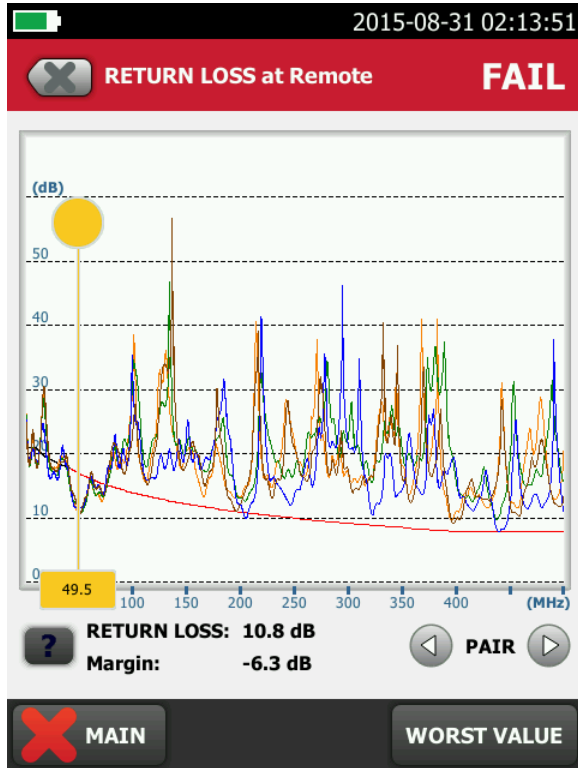 2015-08-31 02:13:51
RETURN LOSS at Remote FAIL
(dB)
50
40
30
20
10
0
49.5 100 150 200 250 300 350 400 (MHz)
? RETURN LOSS: 10.8 dB
Margin: -6.3 dB
PAIR
MAIN WORST VALUE